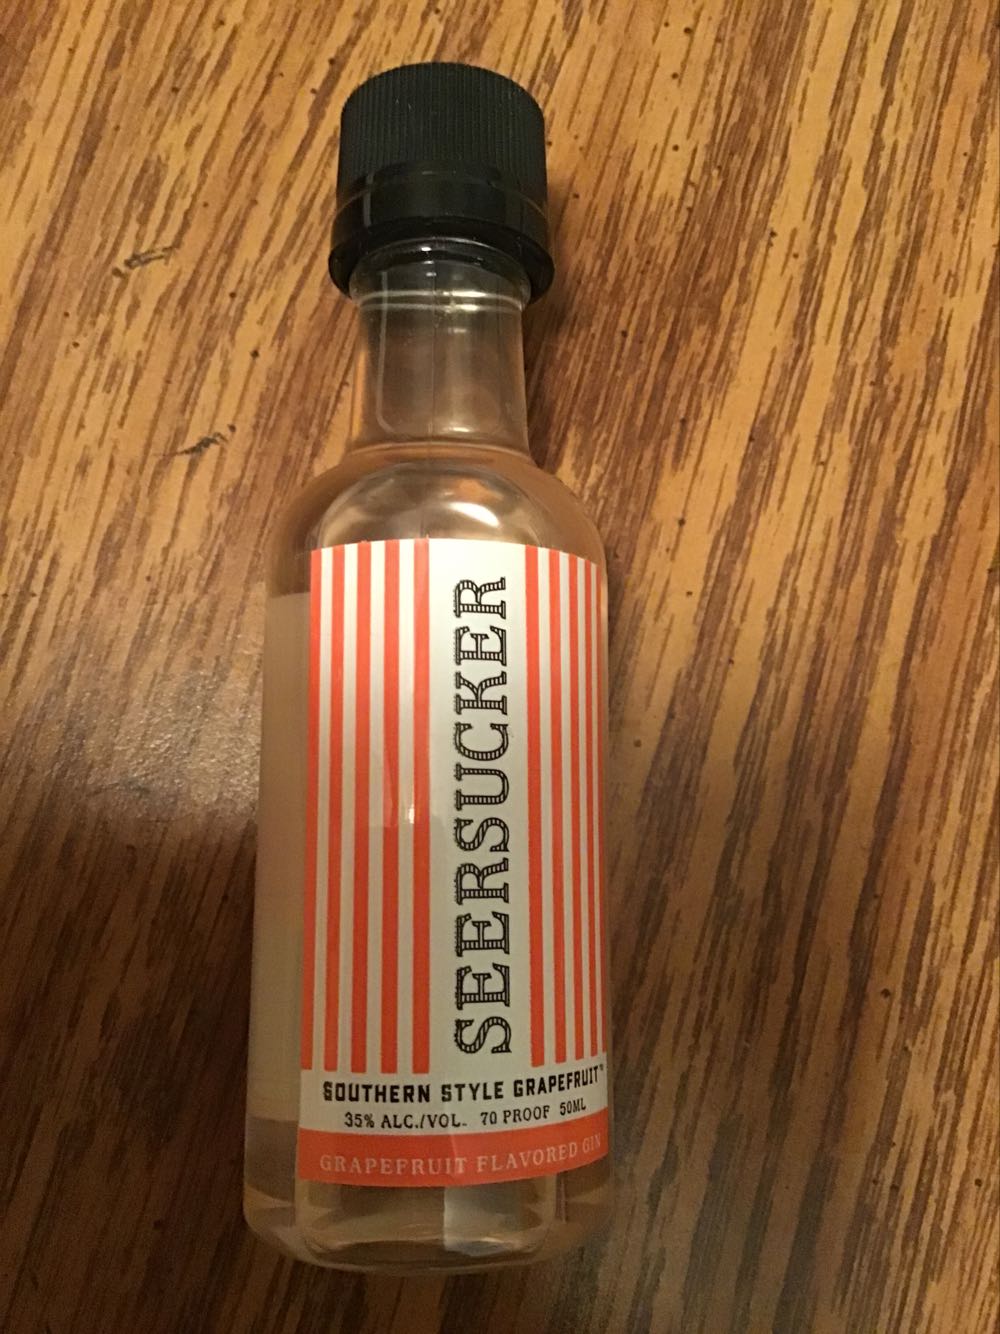 SEERSUCKER
SOUTHERN STYLE GRAPEFRUIT™
35% ALC./VOL. 70 PROOF 50ML
GRAPEFRUIT FLAVORED GIN